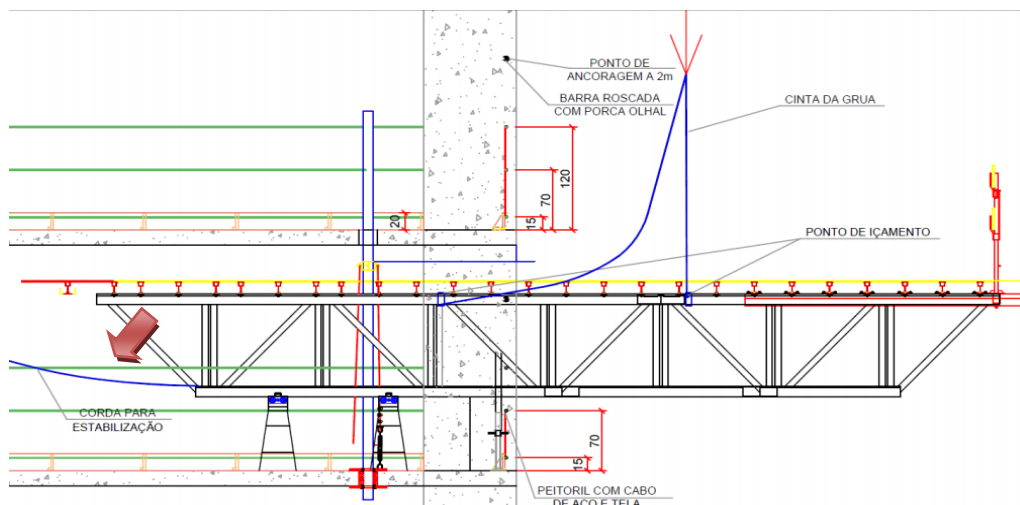 PONTO DE
ANCORAGEM A 2m
BARRA ROSCADA
COM PORCA OLHAL
CINTA DA GRUA
120
70
15
20
PONTO DE IÇAMENTO
CORDA PARA
ESTABILIZAÇÃO
70
15
PEITORIL COM CABO
DE AÇO E TELA